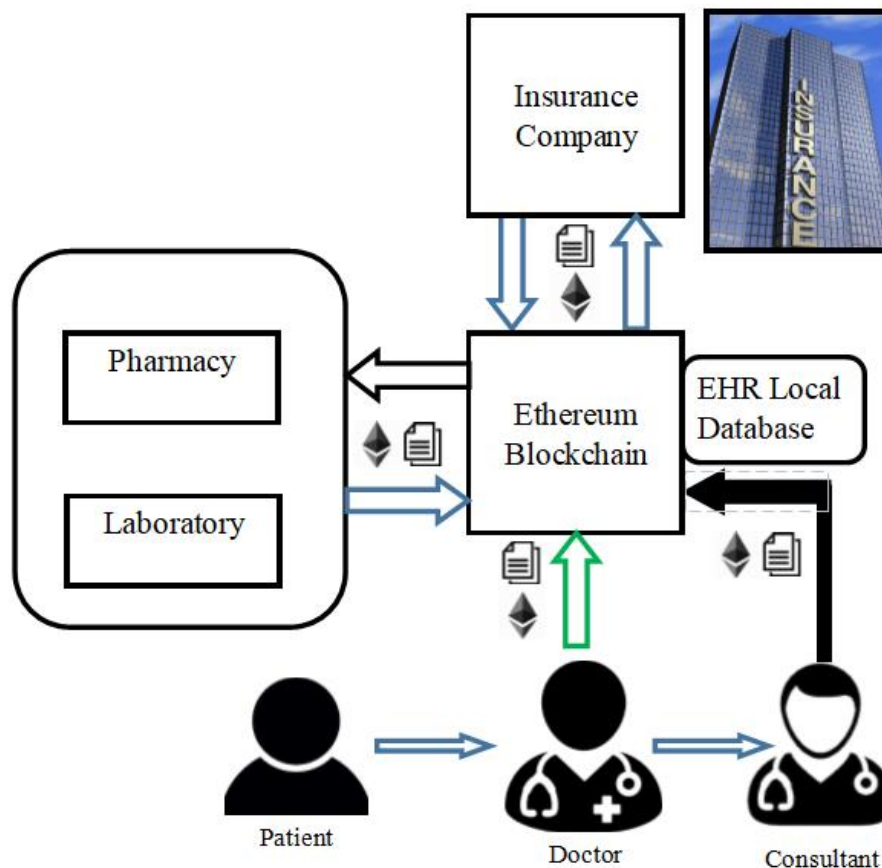 Insurance
Company
INSURANCE
Pharmacy
Ethereum
Blockchain
EHR Local
Database
Laboratory
Patient
Doctor
Consultant